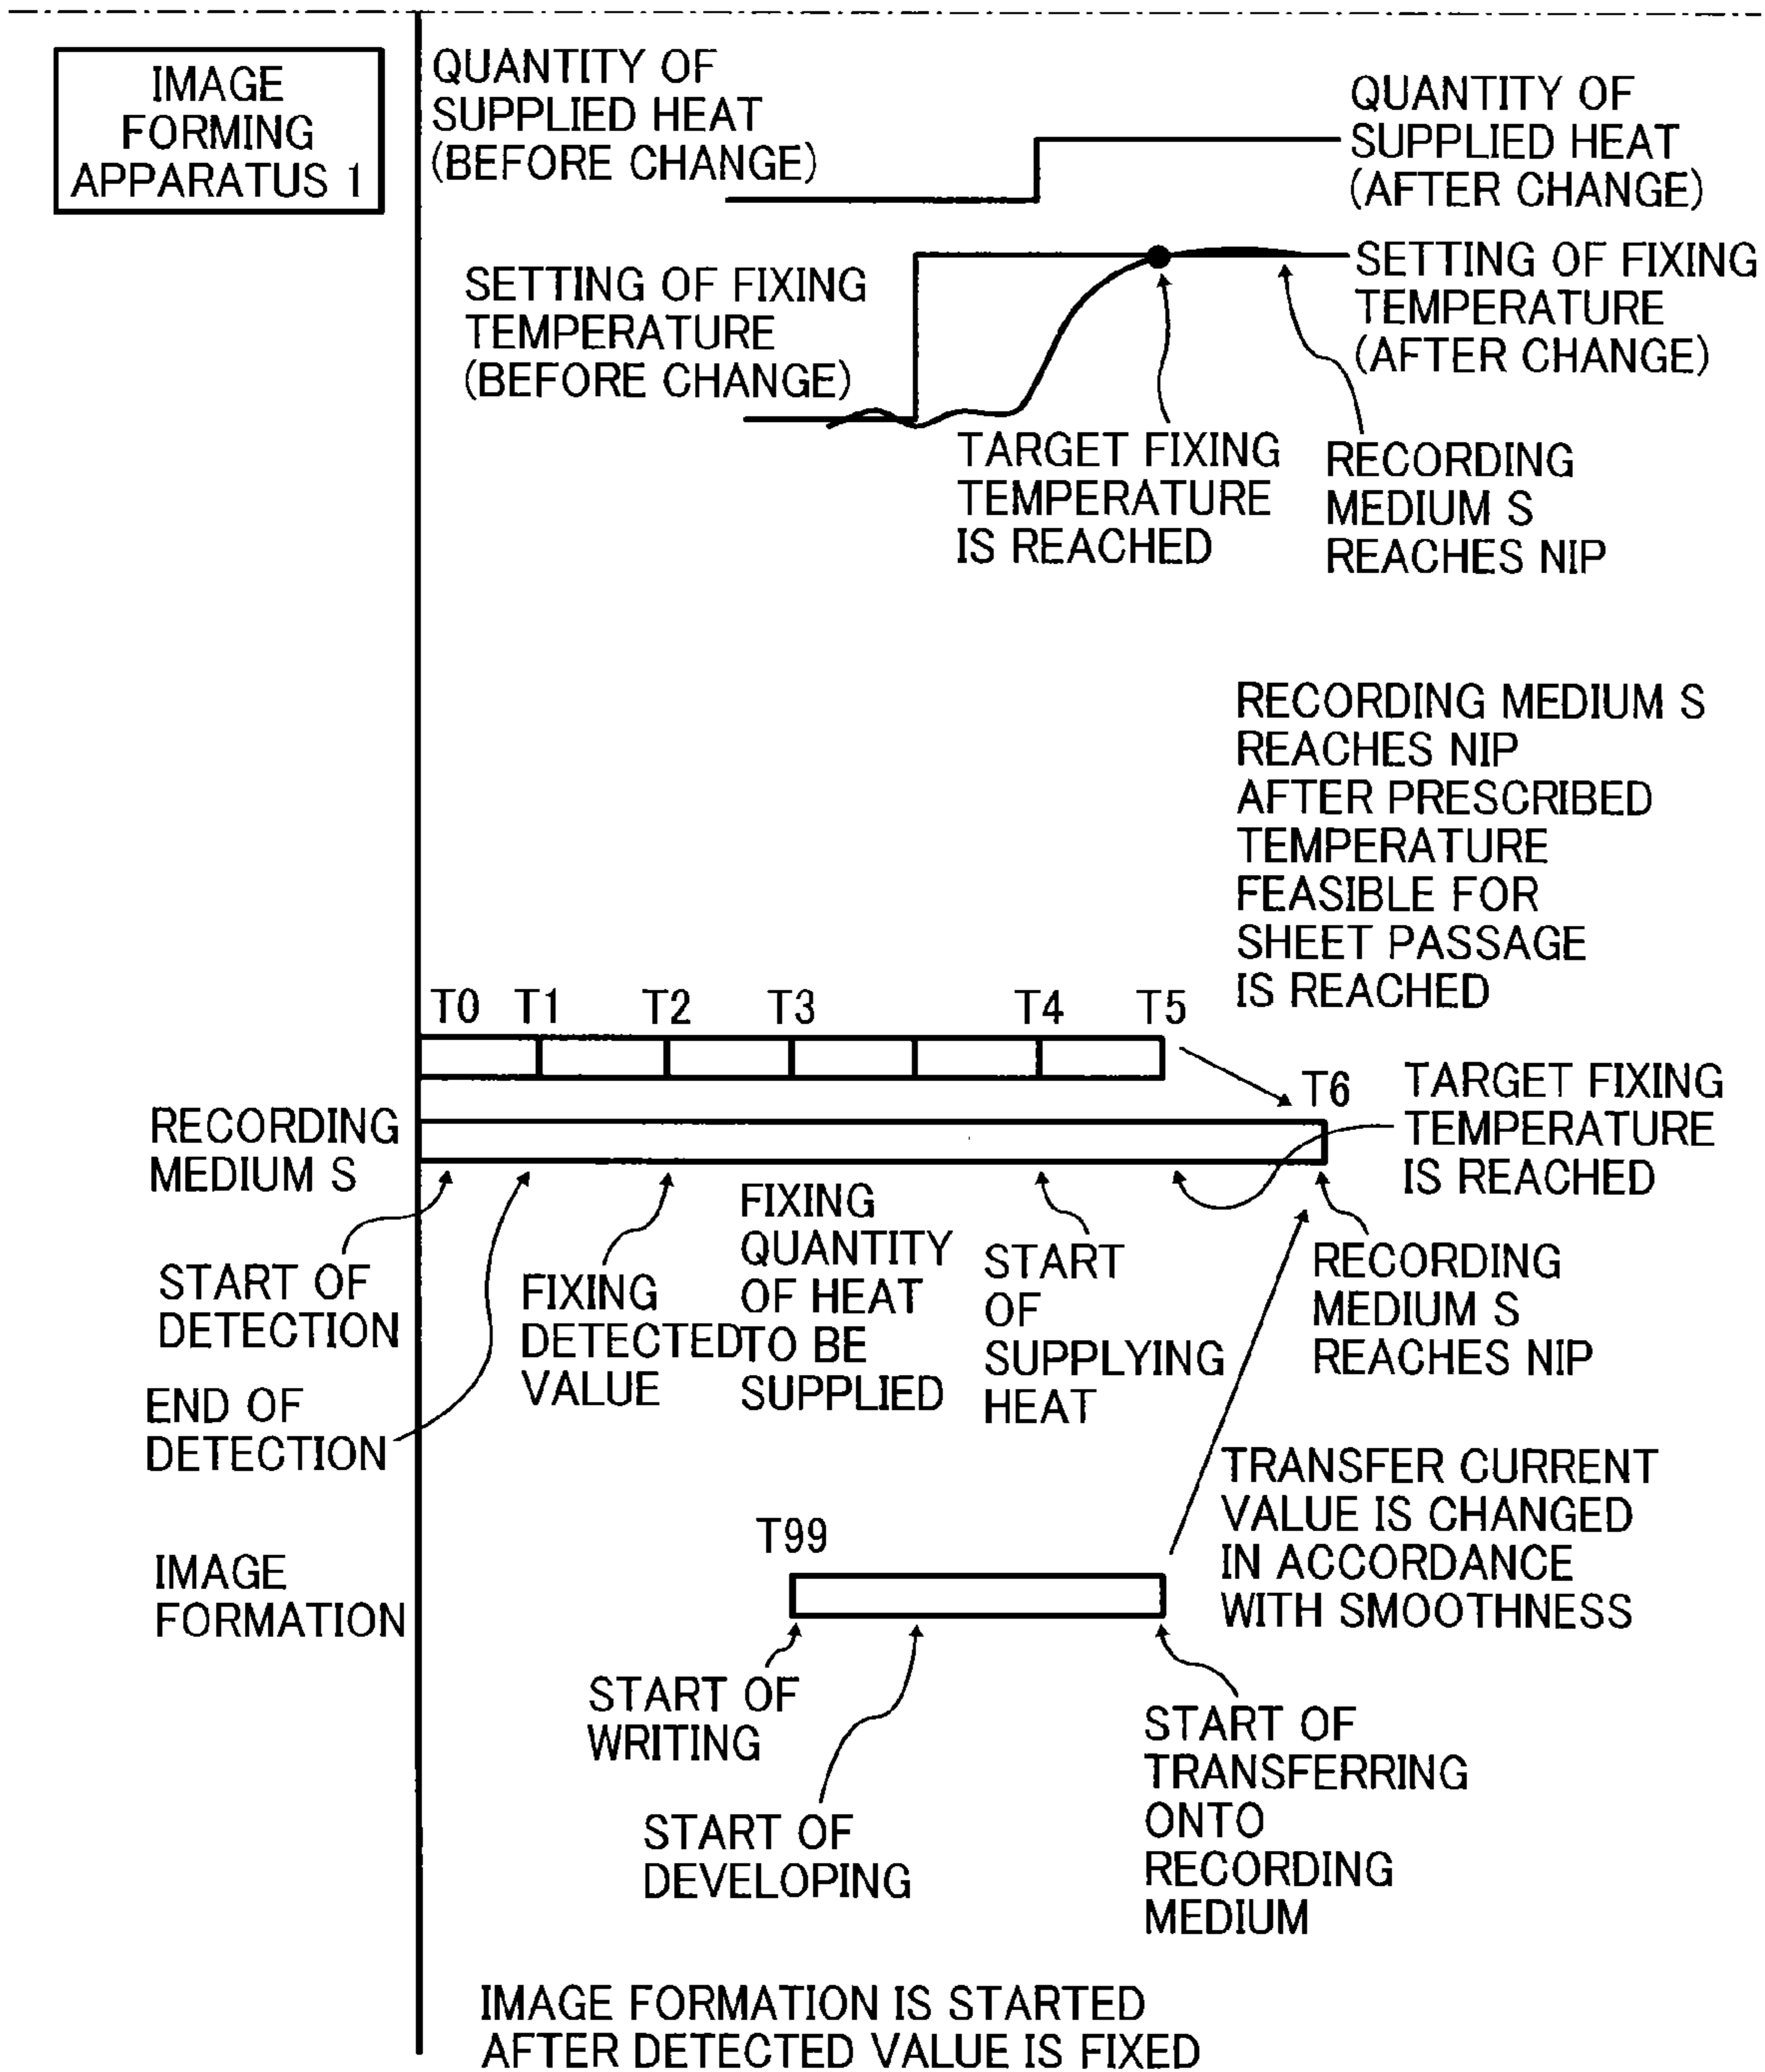 IMAGE
FORMING
APPARATUS 1
QUANTITY OF
SUPPLIED HEAT
(BEFORE CHANGE)
QUANTITY OF
SUPPLIED HEAT
(AFTER CHANGE)
SETTING OF FIXING
TEMPERATURE
(BEFORE CHANGE)
SETTING OF FIXING
TEMPERATURE
(AFTER CHANGE)
TARGET FIXING
TEMPERATURE
IS REACHED
RECORDING
MEDIUM S
REACHES NIP
RECORDING MEDIUM S
REACHES NIP
AFTER PRESCRIBED
TEMPERATURE
FEASIBLE FOR
SHEET PASSAGE
IS REACHED
T0 T1 T2 T3 T4 T5
T6
TARGET FIXING
TEMPERATURE
IS REACHED
RECORDING
MEDIUM S
START OF
DETECTION
END OF
DETECTION
FIXING
DETECTED
VALUE
FIXING
QUANTITY
OF HEAT
TO BE
SUPPLIED
START
OF
SUPPLYING
HEAT
RECORDING
MEDIUM S
REACHES NIP
TRANSFER CURRENT
VALUE IS CHANGED
IN ACCORDANCE
WITH SMOOTHNESS
IMAGE
FORMATION
T99
START OF
WRITING
START OF
DEVELOPING
START OF
TRANSFERRING
ONTO
RECORDING
MEDIUM
IMAGE FORMATION IS STARTED
AFTER DETECTED VALUE IS FIXED